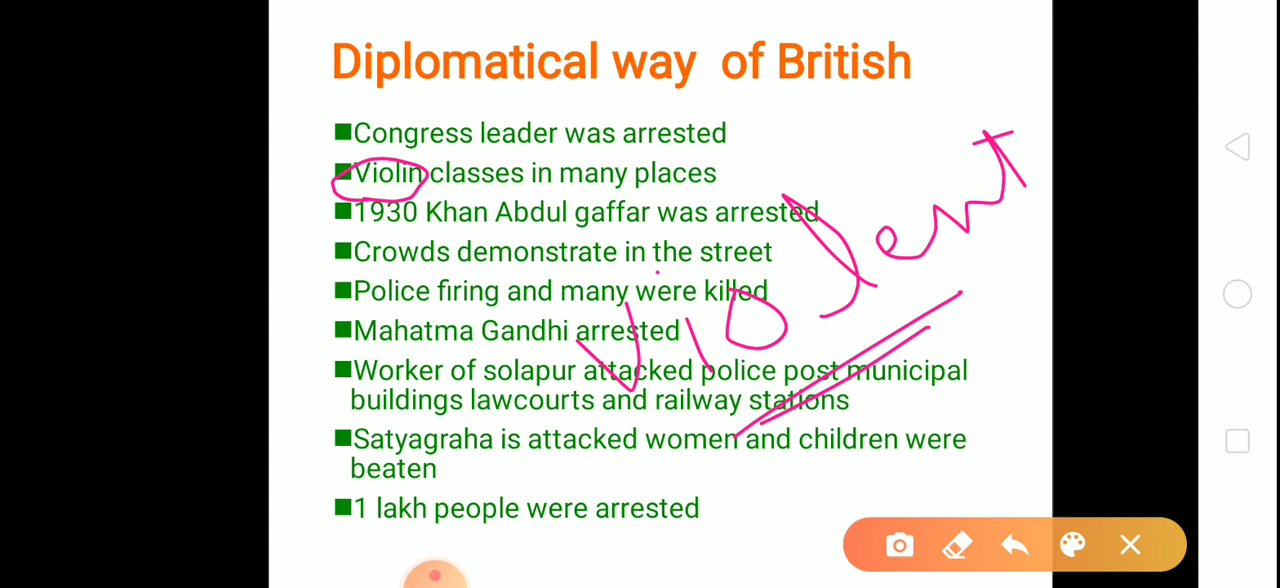 Diplomatical way of British
■Congress leader was arrested
■Violin classes in many places
■1930 Khan Abdul gaffar was arrested
■Crowds demonstrate in the street
■Police firing and many were killed
■Mahatma Gandhi arrested
■Worker of solapur attacked police post municipal
buildings lawcourts and railway stations
■Satyagraha is attacked women and children were
beaten
■1 lakh people were arrested
violent